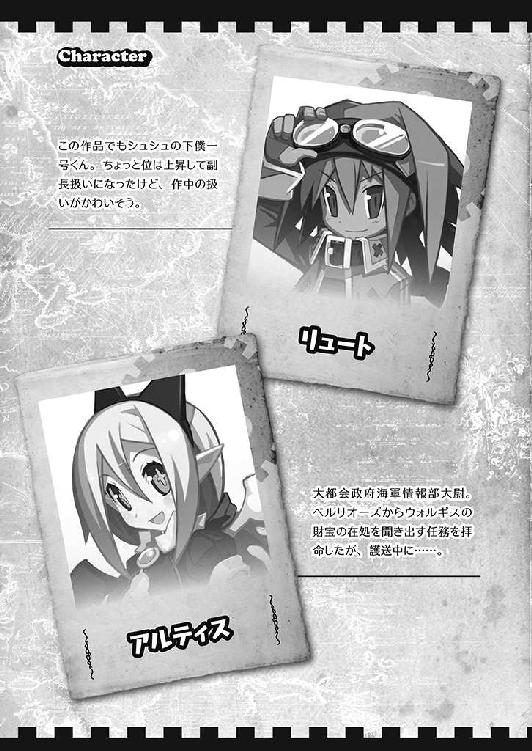 Character
この作品でもシュシュの下僕一
号くん。ちょっと位は上昇して副
長扱いになったけど、作中の扱
いがかわいそう。
リュート
大都会政府海軍情報部大尉。
ベルリオーズからウォルギスの
財宝の在処を聞き出す任務を拝
命したが、護送中に……。
アルティス